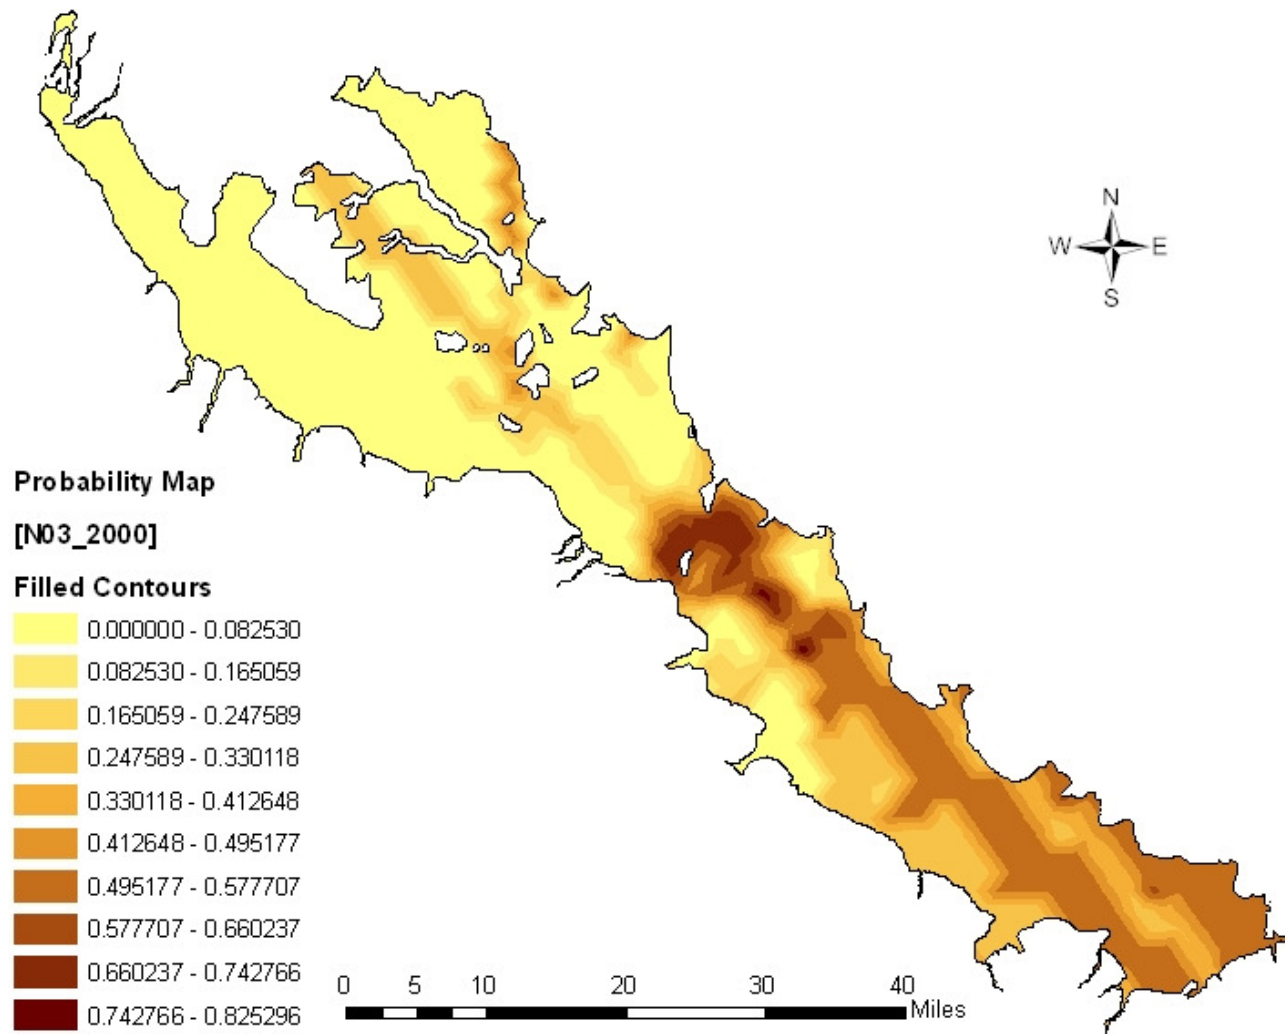 N
W E
S
Probability Map
[N03_2000]
Filled Contours
0.000000 - 0.082530
0.082530 - 0.165059
0.165059 - 0.247589
0.247589 - 0.330118
0.330118 - 0.412648
0.412648 - 0.495177
0.495177 - 0.577707
0.577707 - 0.660237
0.660237 - 0.742766
0.742766 - 0.825296
0 5 10 20 30 40
Miles